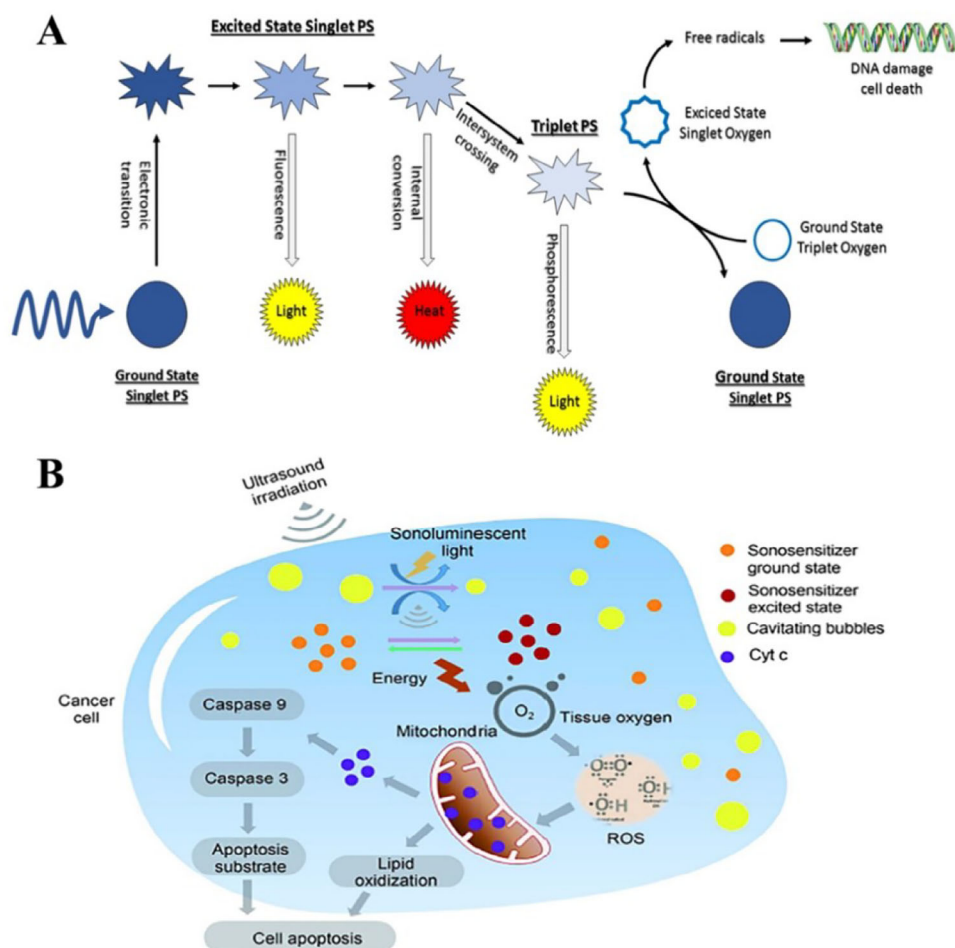 A
Excited State Singlet PS
Electronic
transition
Fluorescence
Internal
conversion
Intersystem
crossing
Triplet PS
Phosphorescence
Free radicals
DNA damage
cell death
Exciced State
Singlet Oxygen
Ground State
Triplet Oxygen
Light
Heat
Light
Ground State
Singlet PS
Ground State
Singlet PS
B
Ultrasound
irradiation
Sonoluminescent
light
Sonosensitizer
ground state
Sonosensitizer
excited state
Cavitating bubbles
Cyt c
Energy
Cancer
cell
Caspase 9
Mitochondria
O₂
Tissue oxygen
Caspase 3
ROS
Apoptosis
substrate
Lipid
oxidization
Cell apoptosis